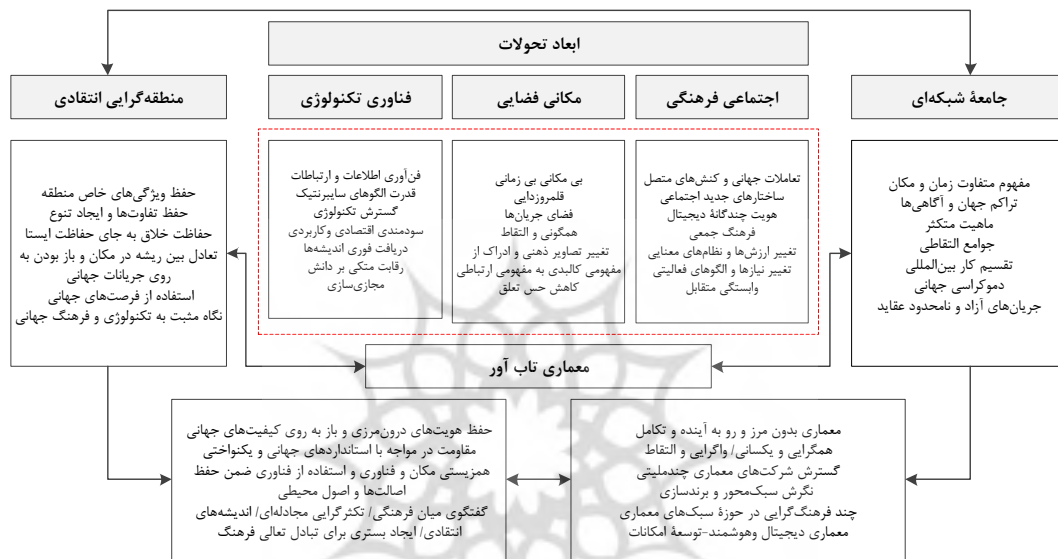 ابعاد تحولات
جامعهٔ شبکه‌ای
اجتماعی فرهنگی
مکانی فضایی
فناوری تکنولوژی
منطقه‌گرایی انتقادی
مفهوم متفاوت زمان و مکان
تراکم جهان و آگاهی‌ها
ماهیت متکثر
جوامع التقاطی
تقسیم کار بین‌المللی
دموکراسی جهانی
جریان‌های آزاد و نامحدود عقاید
تعاملات جهانی و کنش‌های متصل
ساختارهای جدید اجتماعی
هویت چندگانهٔ دیجیتال
فرهنگ جمعی
تغییر ارزش‌ها و نظام‌های معنایی
تغییر نیازها و الگوهای فعالیتی
وابستگی متقابل
بی مکانی بی زمانی
قلمروزدایی
فضای جریان‌ها
همگونی و التقاط
تغییر تصاویر ذهنی و ادراک از
مفهومی کالبدی به مفهومی ارتباطی
کاهش حس تعلق
فن‌آوری اطلاعات و ارتباطات
قدرت الگوهای سایبرنتیک
گسترش تکنولوژی
سودمندی اقتصادی وکاربردی
دریافت فوری اندیشه‌ها
رقابت متکی بر دانش
مجازی‌سازی
حفظ ویژگی‌های خاص منطقه
حفظ تفاوت‌ها و ایجاد تنوع
حفاظت خلاق به جای حفاظت ایستا
تعادل بین ریشه در مکان و باز بودن به
روی جریانات جهانی
استفاده از فرصت‌های جهانی
نگاه مثبت به تکنولوژی و فرهنگ جهانی
معماری تاب آور
معماری بدون مرز و رو به آینده و تکامل
همگرایی و یکسانی/ واگرایی و التقاط
گسترش شرکت‌های معماری چندملیتی
نگرش سبک‌محور و برندسازی
چند فرهنگ‌گرایی در حوزهٔ سبک‌های معماری
معماری دیجیتال وهوشمند-توسعهٔ امکانات
حفظ هویت‌های درون‌مرزی و باز به روی کیفیت‌های جهانی
مقاومت در مواجه با استانداردهای جهانی و یکنواختی
همزیستی مکان و فناوری و استفاده از فناوری ضمن حفظ
اصالت‌ها و اصول محیطی
گفتگوی میان فرهنگی/ تکثرگرایی مجادله‌ای/ اندیشه‌های
انتقادی/ ایجاد بستری برای تبادل تعالی فرهنگ